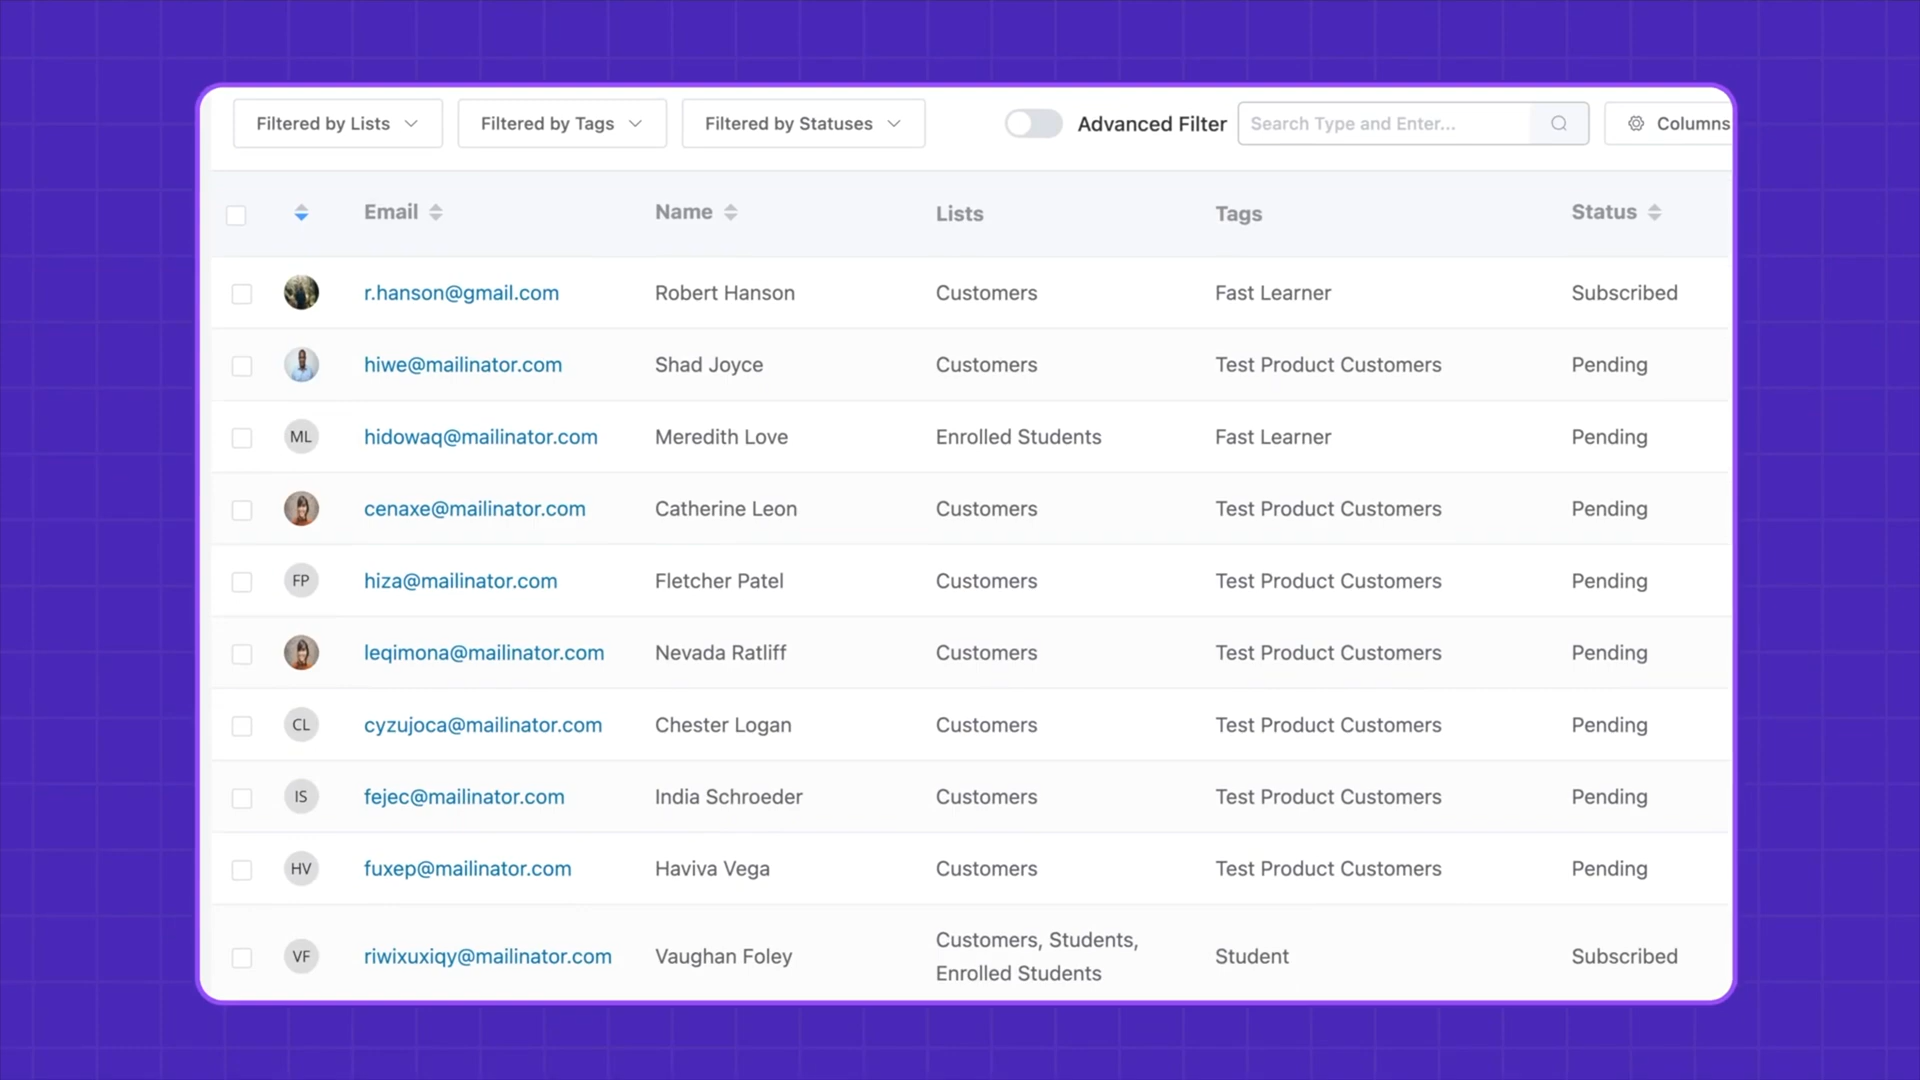 Filtered by Lists Filtered by Tags Filtered by Statuses Advanced Filter Search Type and Enter... Columns
Email Name Lists Tags Status
r.hanson@gmail.com Robert Hanson Customers Fast Learner Subscribed
hiwe@mailinator.com Shad Joyce Customers Test Product Customers Pending
ML hidowaq@mailinator.com Meredith Love Enrolled Students Fast Learner Pending
cenaxe@mailinator.com Catherine Leon Customers Test Product Customers Pending
FP hiza@mailinator.com Fletcher Patel Customers Test Product Customers Pending
leqimona@mailinator.com Nevada Ratliff Customers Test Product Customers Pending
CL cyzujoca@mailinator.com Chester Logan Customers Test Product Customers Pending
IS fejec@mailinator.com India Schroeder Customers Test Product Customers Pending
HV fuxep@mailinator.com Haviva Vega Customers Test Product Customers Pending
VF riwixuxiqy@mailinator.com Vaughan Foley Customers, Students, Student Subscribed
Enrolled Students